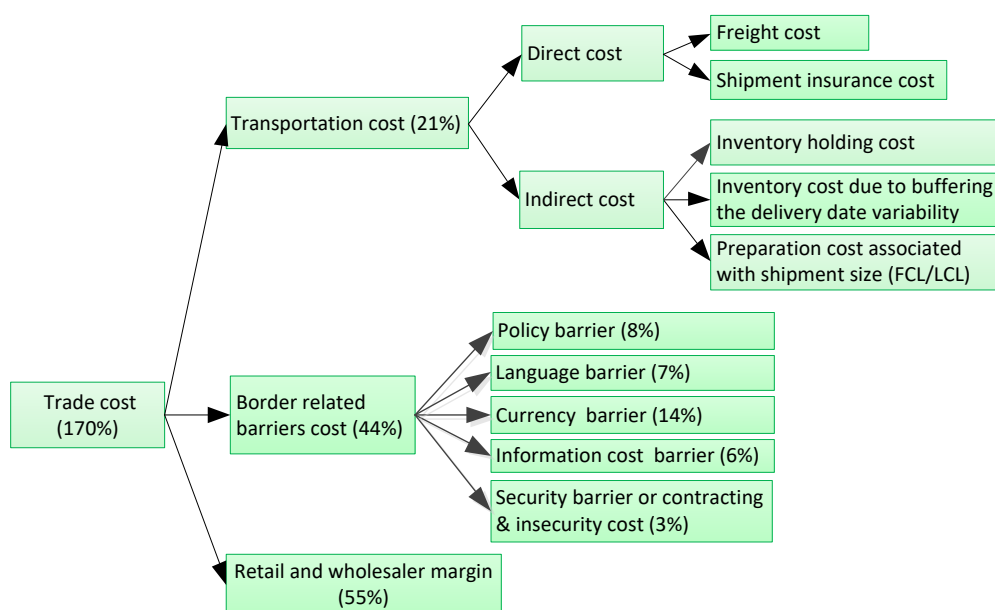 Freight cost
Direct cost
Shipment insurance cost
Transportation cost (21%)
Inventory holding cost
Indirect cost
Inventory cost due to buffering
the delivery date variability
Preparation cost associated
with shipment size (FCL/LCL)
Policy barrier (8%)
Language barrier (7%)
Trade cost
(170%)
Border related
barriers cost (44%)
Currency  barrier (14%)
Information cost  barrier (6%)
Security barrier or contracting
& insecurity cost (3%)
Retail and wholesaler margin
(55%)